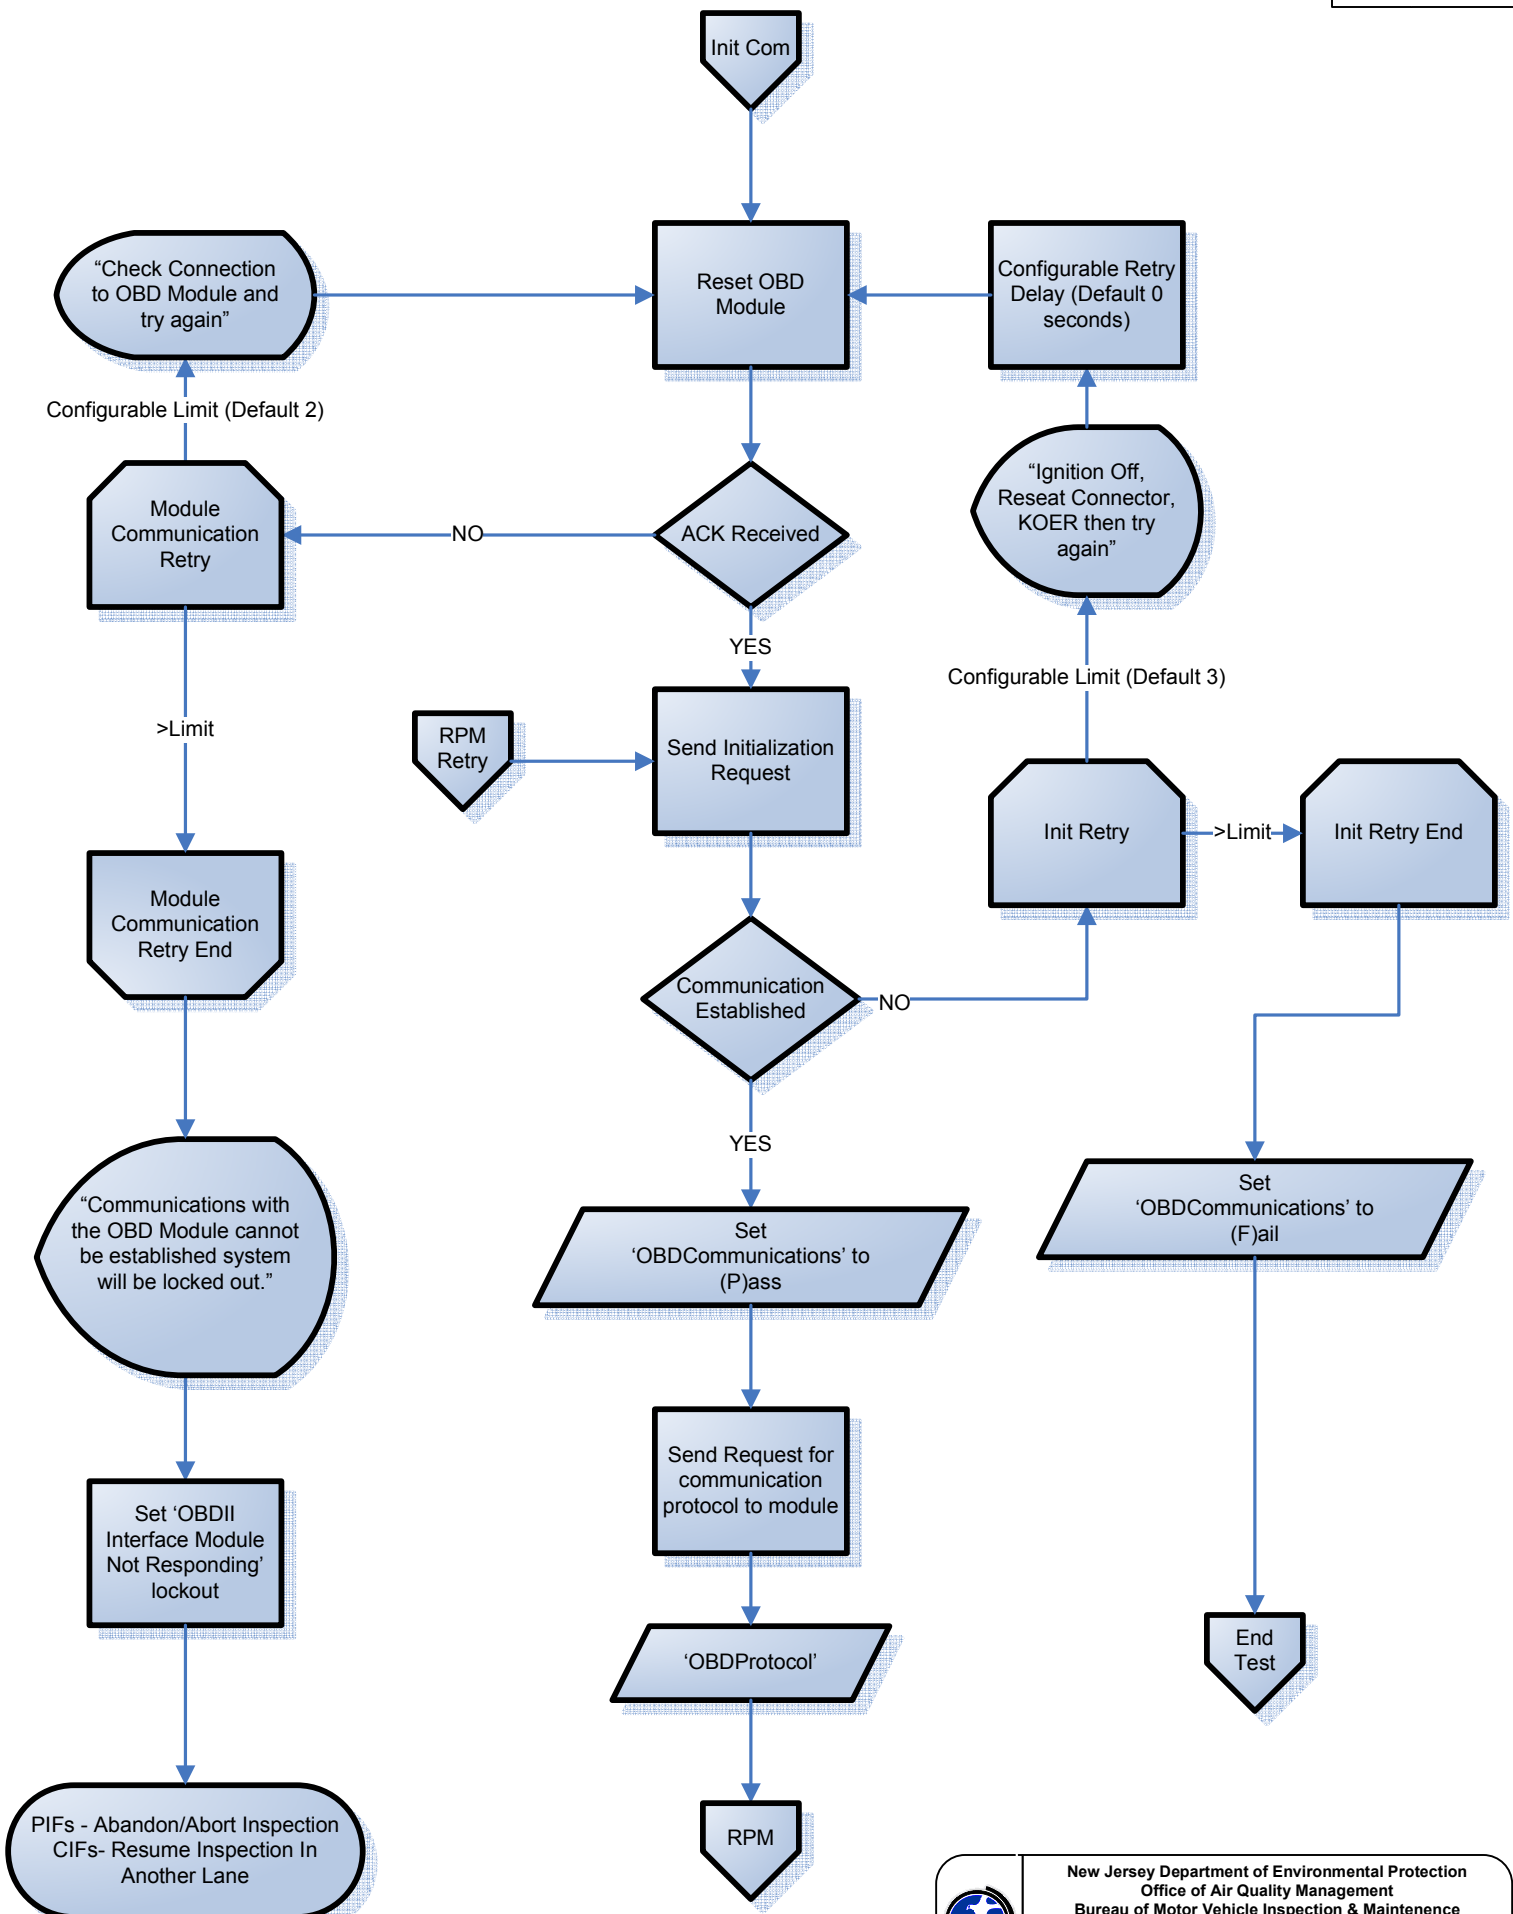 Init Com
“Check Connection
to OBD Module and
try again”
Reset OBD
Module
Configurable Retry
Delay (Default 0
seconds)
Configurable Limit (Default 2)
“Ignition Off,
Reseat Connector,
KOER then try
again”
Module
Communication
Retry
NO
ACK Received
YES
Configurable Limit (Default 3)
>Limit
RPM
Retry
Send Initialization
Request
Init Retry
>Limit
Init Retry End
Module
Communication
Retry End
Communication
Established
NO
YES
“Communications with
the OBD Module cannot
be established system
will be locked out.”
Set
‘OBDCommunications’ to
(P)ass
Set
‘OBDCommunications’ to
(F)ail
Send Request for
communication
protocol to module
Set ‘OBDII
Interface Module
Not Responding’
lockout
‘OBDProtocol’
End
Test
PIFs - Abandon/Abort Inspection
CIFs- Resume Inspection In
Another Lane
RPM
New Jersey Department of Environmental Protection
Office of Air Quality Management
Bureau of Motor Vehicle Inspection & Maintenence